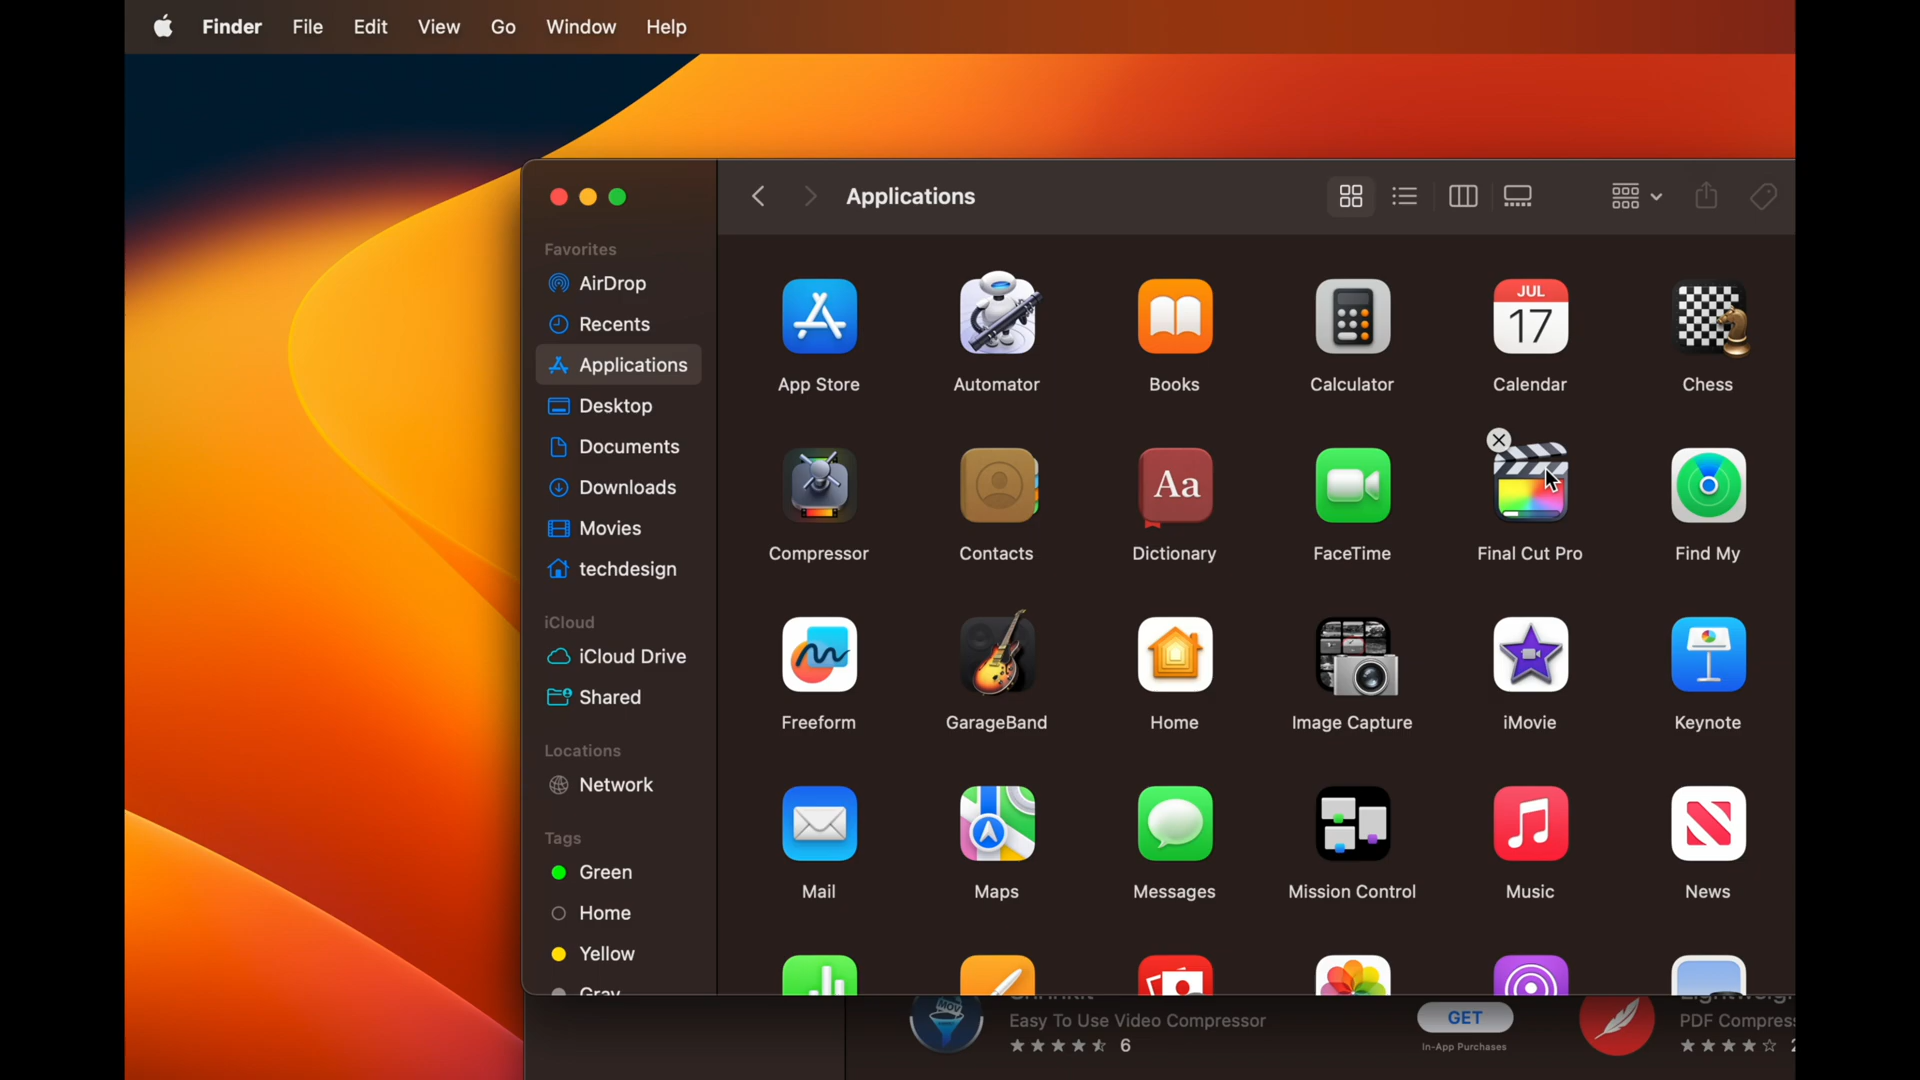 Finder File Edit View Go Window Help
Applications
Favorites
AirDrop
Recents
Applications
Desktop
Documents
Downloads
Movies
techdesign
iCloud
iCloud Drive
Shared
Locations
Network
Tags
Green
Home
Yellow
JUL
17
App Store Automator Books Calculator Calendar Chess
Aa
Compressor Contacts Dictionary FaceTime Final Cut Pro Find My
Freeform GarageBand Home Image Capture iMovie Keynote
Mail Maps Messages Mission Control Music News
MOV
Easy To Use Video Compressor
6
GET
In-App Purchases
PDF Compres